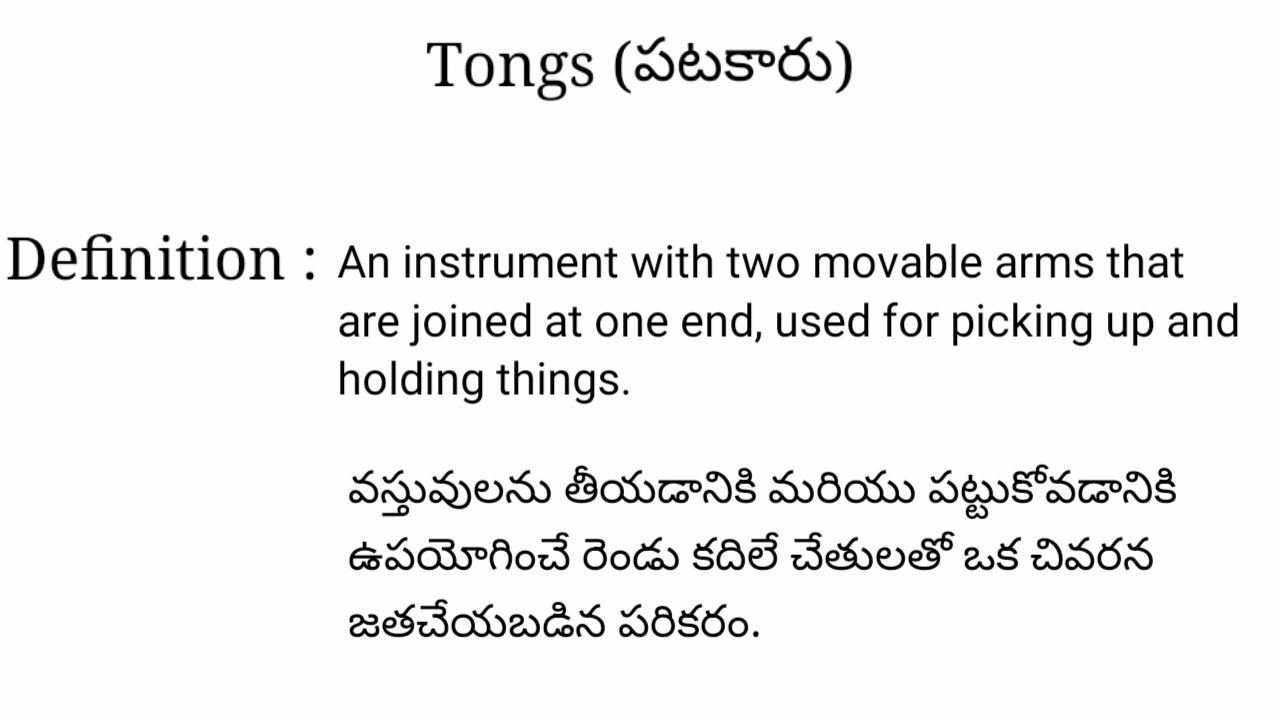 Tongs (పటకారు)
Definition : An instrument with two movable arms that
are joined at one end, used for picking up and
holding things.
వస్తువులను తీయడానికి మరియు పట్టుకోవడానికి
ఉపయోగించే రెండు కదిలే చేతులతో ఒక చివరన
జతచేయబడిన పరికరం.